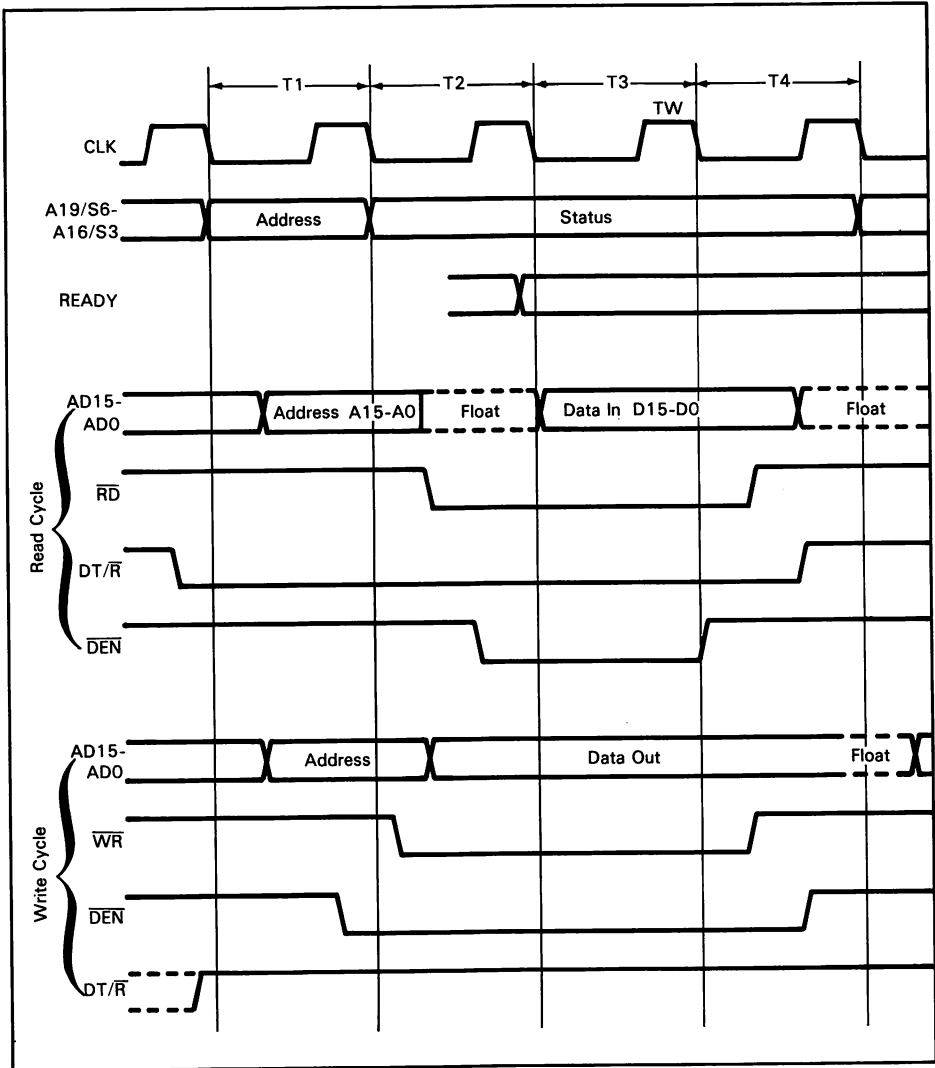 T1 T2 T3 T4
TW
CLK
A19/S6-
A16/S3
Address Status
READY
Read Cycle
AD15-
AD0
Address A15-A0 Float Data In D15-D0 Float
RD
DT/R
DEN
Write Cycle
AD15-
AD0
Address Data Out Float
WR
DEN
DT/R